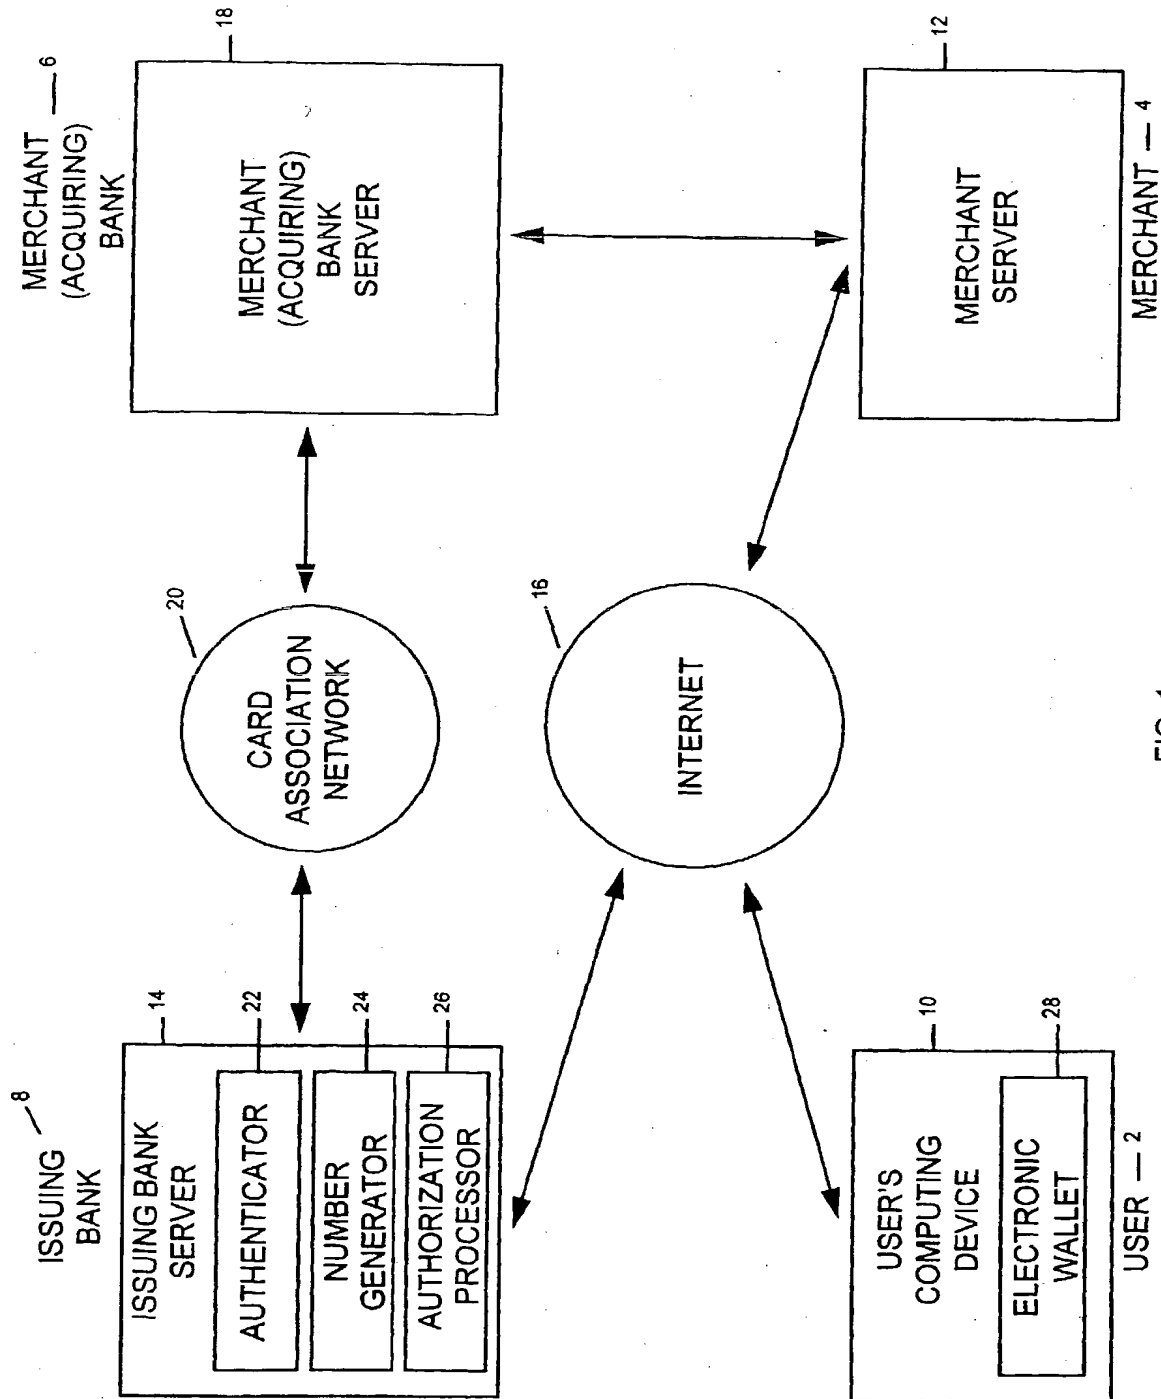 ISSUING
BANK
8
ISSUING BANK
SERVER
14
AUTHENTICATOR
22
NUMBER
GENERATOR
24
AUTHORIZATION
PROCESSOR
26
CARD
ASSOCIATION
NETWORK
20
MERCHANT
(ACQUIRING)
BANK
6
MERCHANT
(ACQUIRING)
BANK
SERVER
18
INTERNET
16
USER'S
COMPUTING
DEVICE
10
ELECTRONIC
WALLET
28
USER — 2
MERCHANT
SERVER
12
MERCHANT — 4